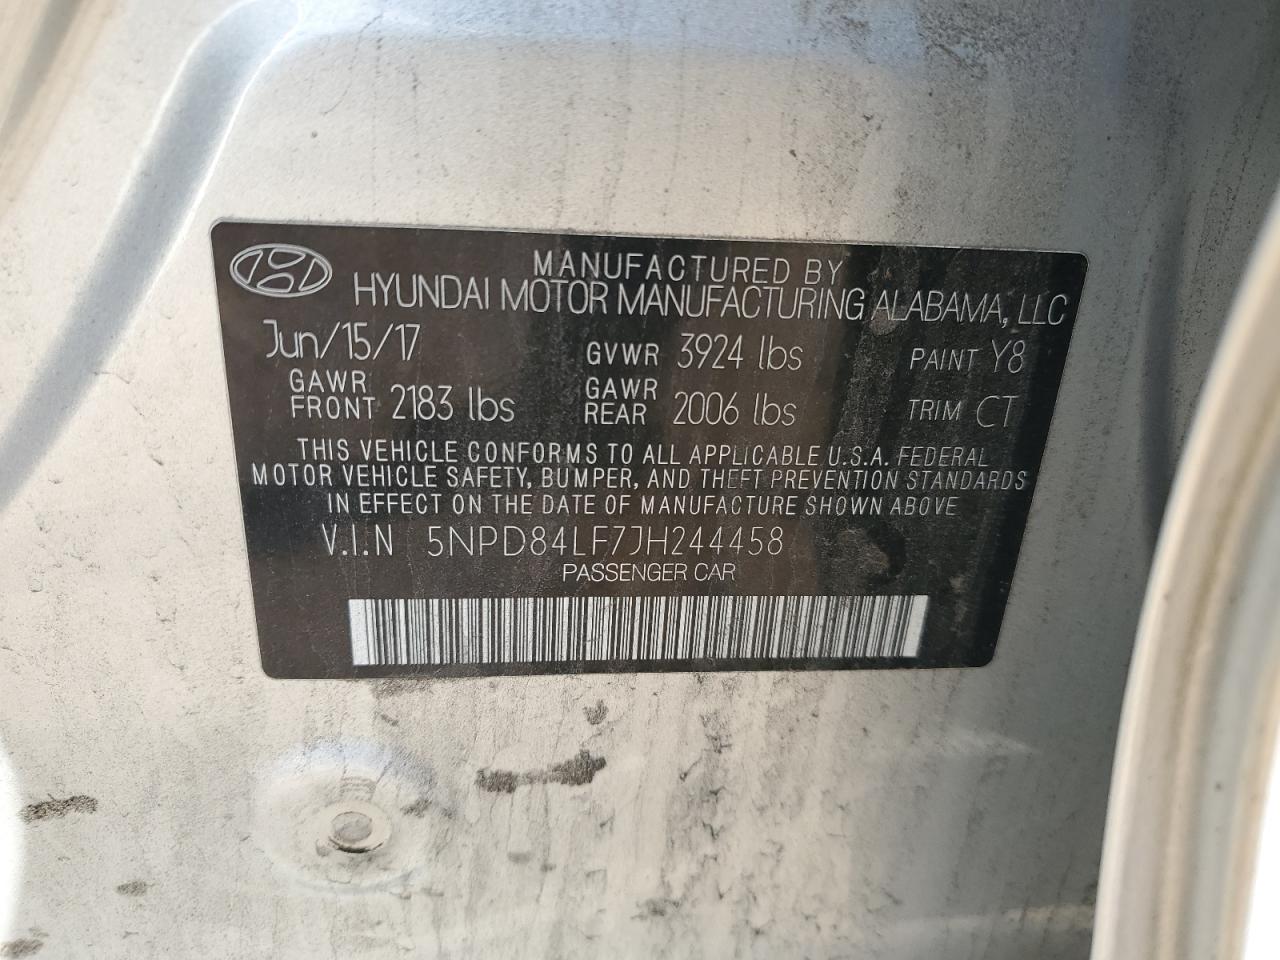 MANUFACTURED BY
HYUNDAI MOTOR MANUFACTURING ALABAMA, LLC
Jun/15/17 GVWR 3924 lbs PAINT Y8
GAWR FRONT 2183 lbs GAWR REAR 2006 lbs TRIM CT
THIS VEHICLE CONFORMS TO ALL APPLICABLE U.S.A. FEDERAL
MOTOR VEHICLE SAFETY, BUMPER, AND THEFT PREVENTION STANDARDS
IN EFFECT ON THE DATE OF MANUFACTURE SHOWN ABOVE
V.I.N 5NPD84LF7JH244458
PASSENGER CAR